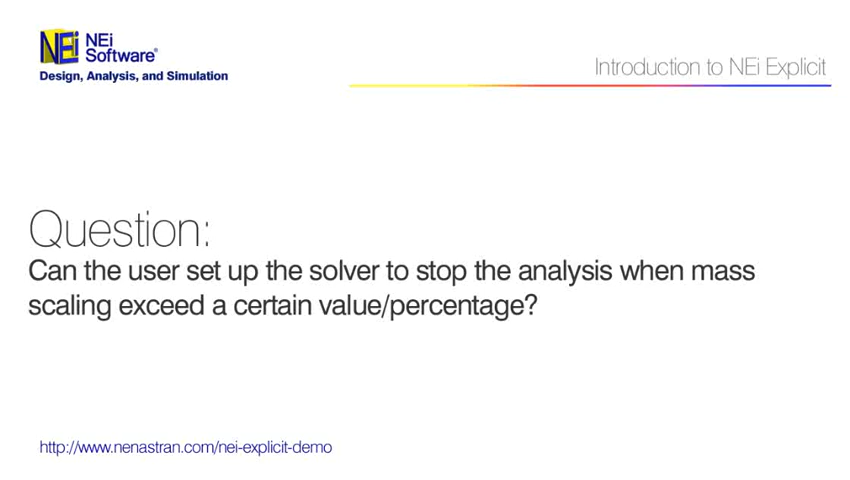 NEi
NEi
Software®
Design, Analysis, and Simulation
Introduction to NEi Explicit
Question:
Can the user set up the solver to stop the analysis when mass
scaling exceed a certain value/percentage?
http://www.nenastran.com/nei-explicit-demo